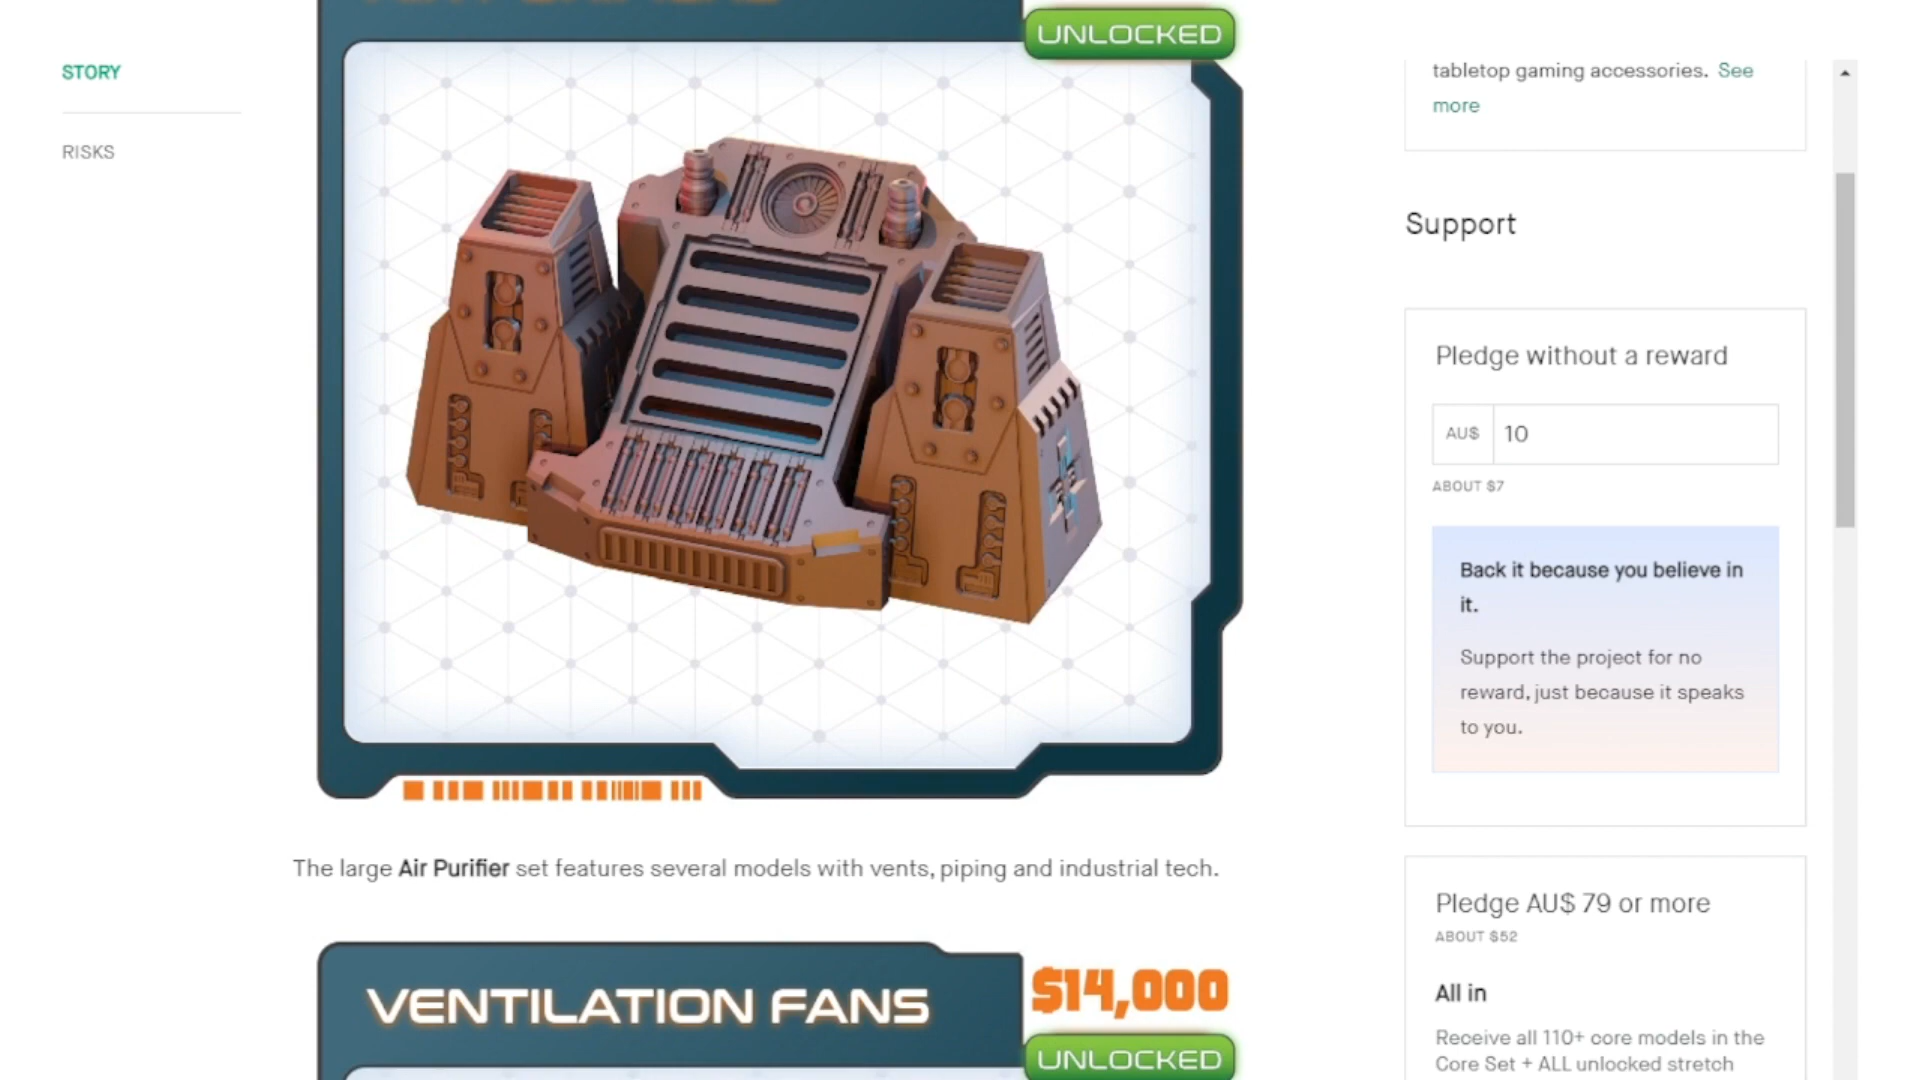 UNLOCKED
STORY
RISKS
tabletop gaming accessories. See
more
Support
Pledge without a reward
AU$ 10
ABOUT $7
Back it because you believe in
it.
Support the project for no
reward, just because it speaks
to you.
The large Air Purifier set features several models with vents, piping and industrial tech.
Pledge AU$ 79 or more
ABOUT $52
All in
Receive all 110+ core models in the
Core Set + ALL unlocked stretch
VENTILATION FANS
$14,000
UNLOCKED